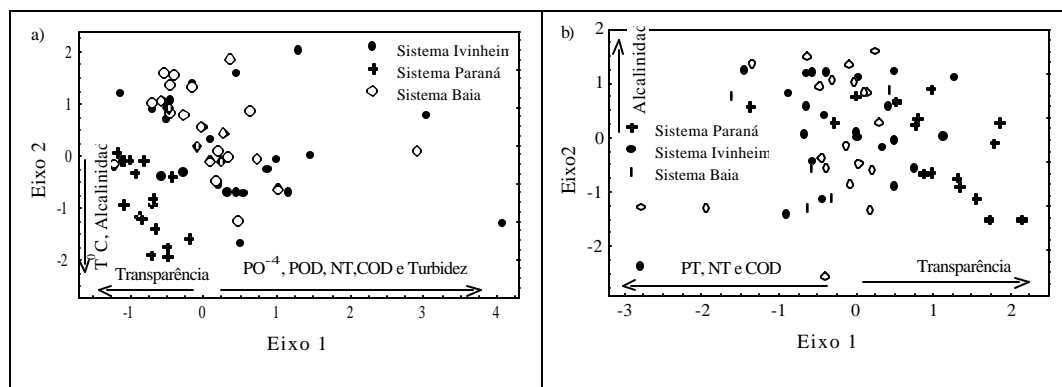 a)
Sistema Ivinheim
Sistema Paraná
Sistema Baia
Eixo 2
2
1
0
-1
-2
T⁰C, Alcalinidad
Transparência
PO⁻⁴, POD, NT,COD e Turbidez
-1 0 1 2 3 4
Eixo 1
b)
Alcalinidad
Sistema Paraná
Sistema Ivinheim
Sistema Baia
Eixo2
2
1
0
-1
-2
PT, NT e COD
Transparência
-3 -2 -1 0 1 2
Eixo 1